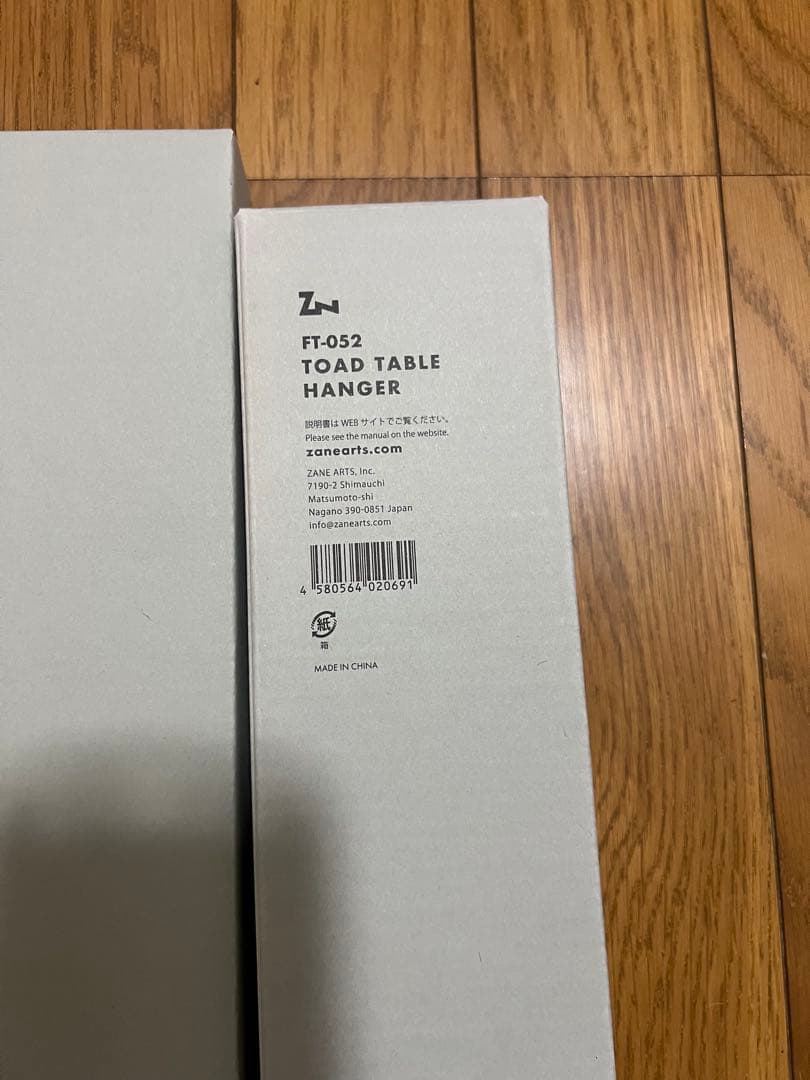 ZN
FT-052
TOAD TABLE
HANGER
説明書は WEB サイトでご覧ください。
Please see the manual on the website.
zanearts.com
ZANE ARTS, Inc.
7190-2 Shimauchi
Matsumoto-shi
Nagano 390-0851 Japan
info@zanearts.com
4 580564 020691
紙
箱
MADE IN CHINA